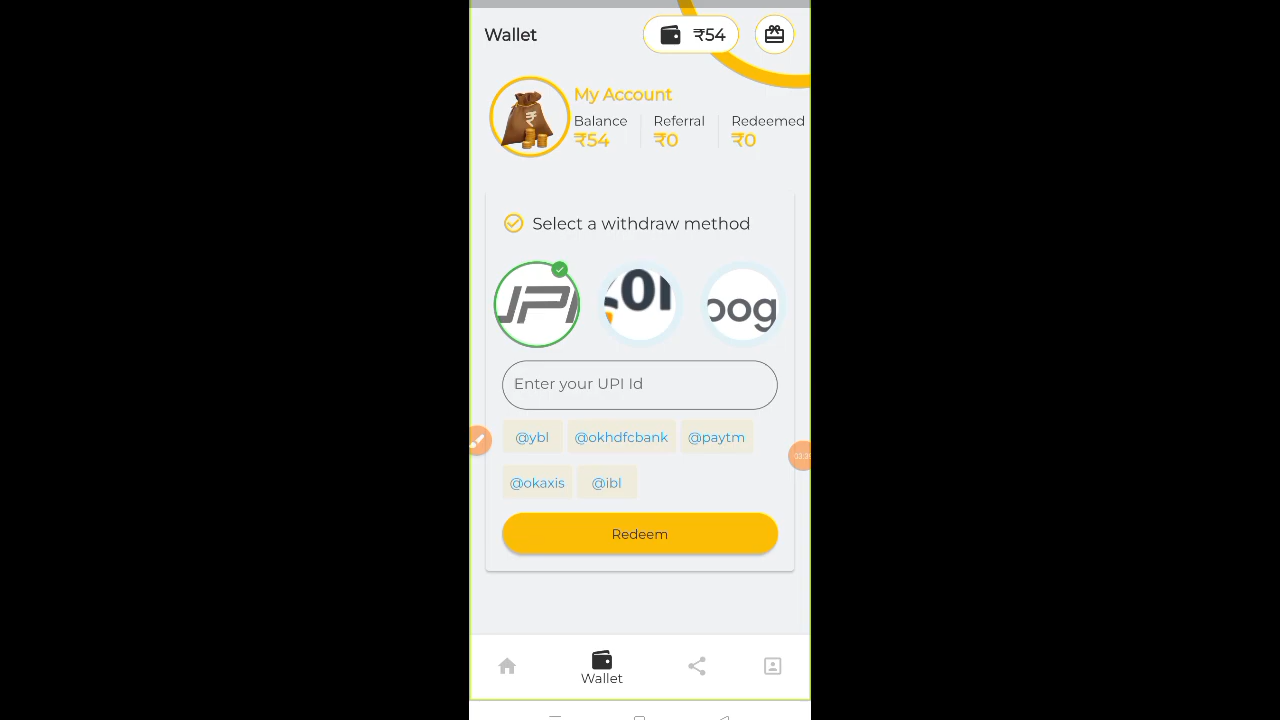 Wallet
₹54
My Account
Balance Referral Redeemed
₹54 ₹0 ₹0
Select a withdraw method
UPI
Enter your UPI Id
@ybl @okhdfcbank @paytm
@okaxis @ibl
Redeem
Wallet